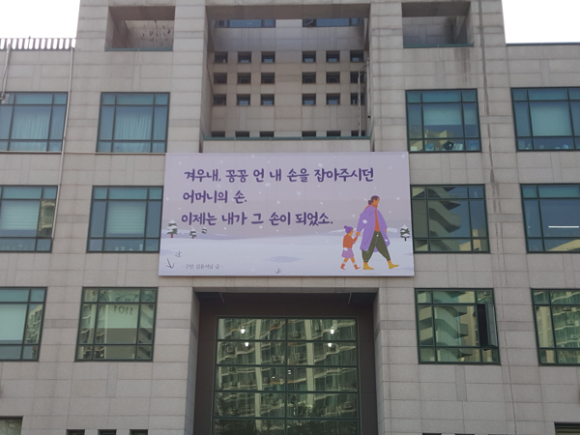 겨우내, 꽁꽁 언 내 손을 잡아주시던
어머니의 손.
이제는 내가 그 손이 되었소.